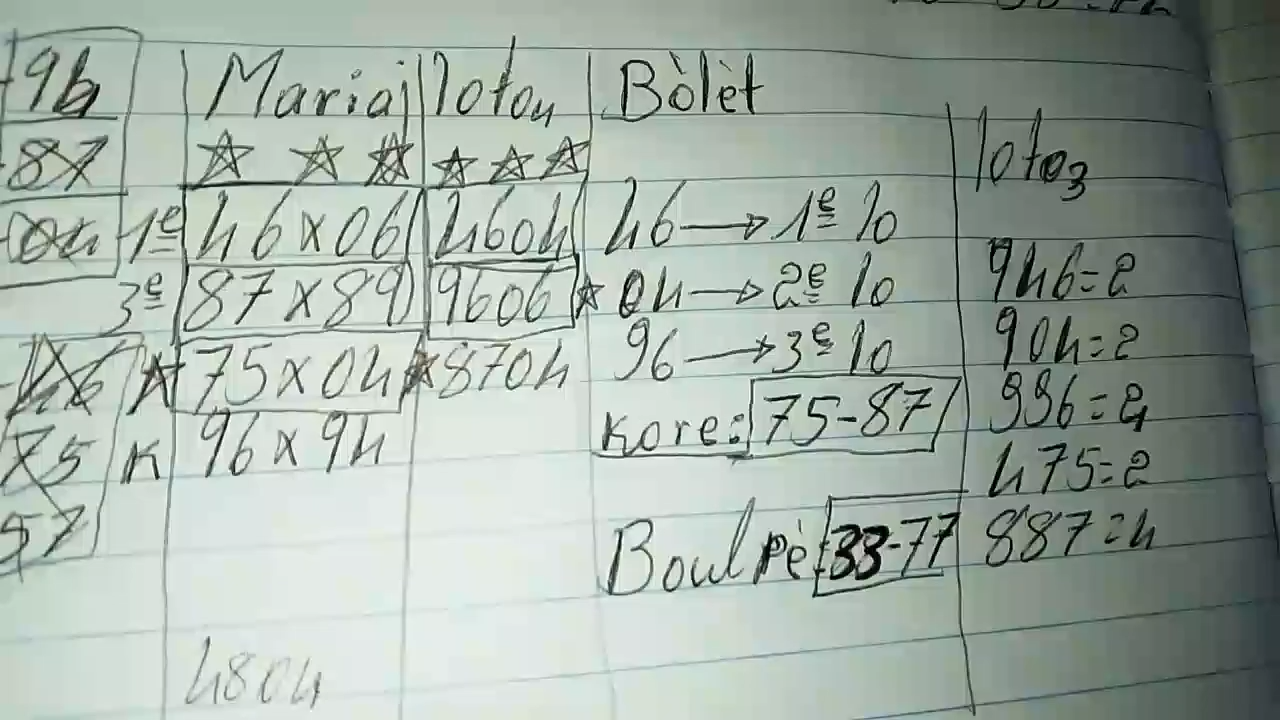 96 Mariaj loto4 Bòlèt
87 loto3
04 1e 46x06 4604 46→1e lo
3e 87x89 9606 04→2e lo 946=2
46 75x04 8704 96→3e lo 904=2
75 K 96x94 Kore: 75-87 996=4
57 475=2
Boul Pè: 33-77 887=4
4804